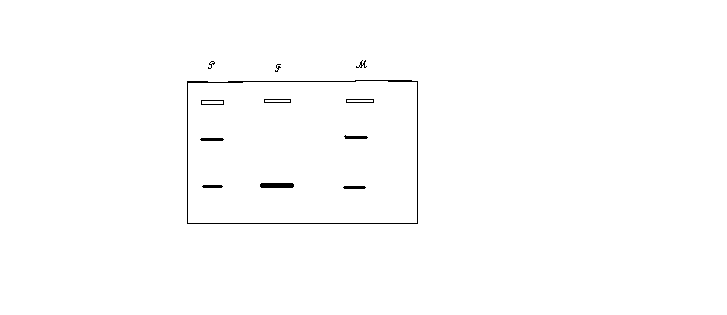 𝒫 ℱ ℳ